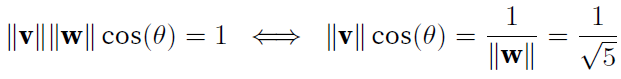 ‖v‖‖w‖ cos(θ) = 1 ⟺ ‖v‖ cos(θ) = 1/‖w‖ = 1/√5